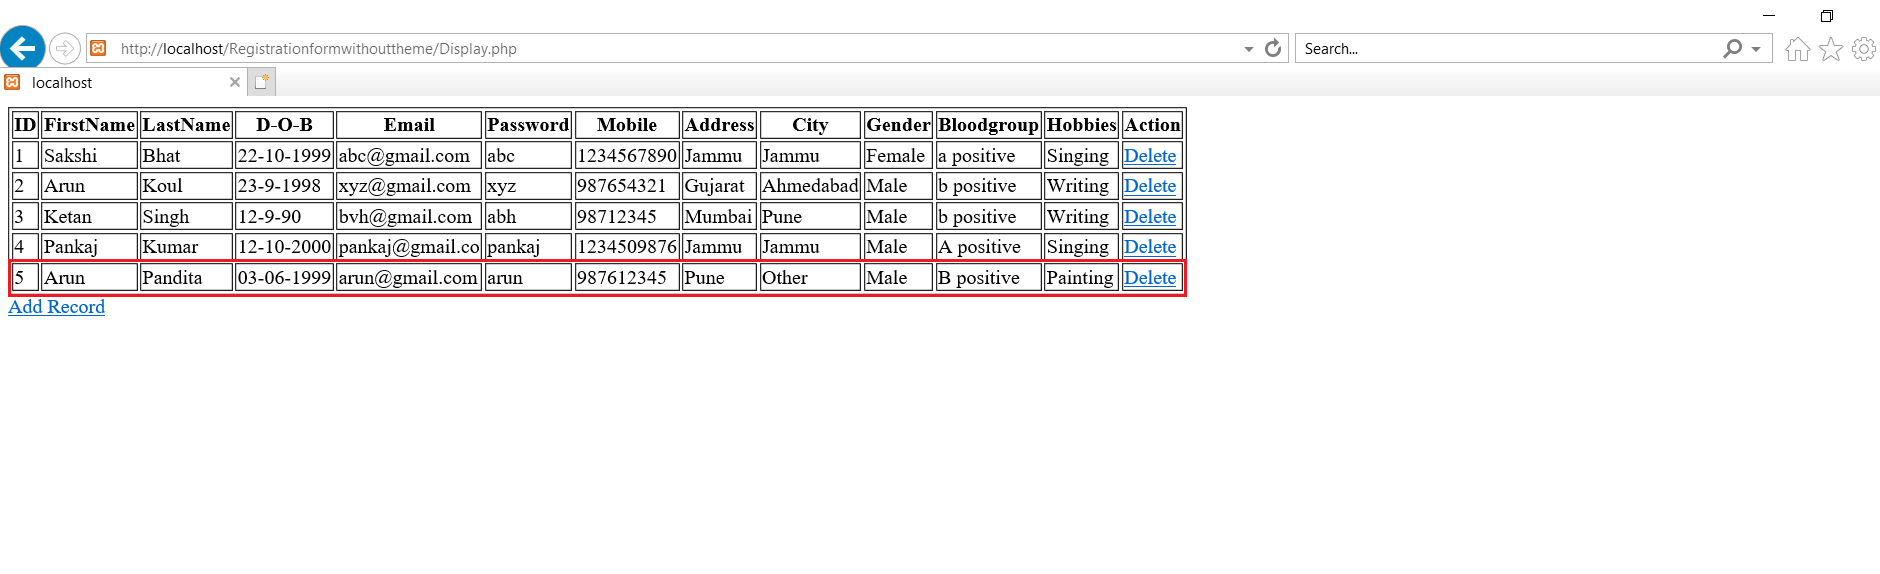 http://localhost/Registrationformwithouttheme/Display.php Search...
localhost
ID FirstName LastName D-O-B Email Password Mobile Address City Gender Bloodgroup Hobbies Action
1 Sakshi Bhat 22-10-1999 abc@gmail.com abc 1234567890 Jammu Jammu Female a positive Singing Delete
2 Arun Koul 23-9-1998 xyz@gmail.com xyz 987654321 Gujarat Ahmedabad Male b positive Writing Delete
3 Ketan Singh 12-9-90 bvh@gmail.com abh 98712345 Mumbai Pune Male b positive Writing Delete
4 Pankaj Kumar 12-10-2000 pankaj@gmail.co pankaj 1234509876 Jammu Jammu Male A positive Singing Delete
5 Arun Pandita 03-06-1999 arun@gmail.com arun 987612345 Pune Other Male B positive Painting Delete
Add Record